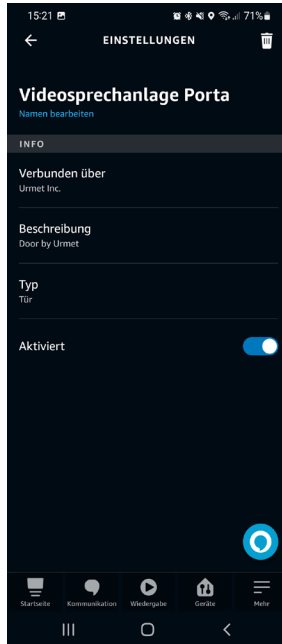 15:21 71%
EINSTELLUNGEN
Videosprechanlage Porta
Namen bearbeiten
INFO
Verbunden über
Urmet Inc.
Beschreibung
Door by Urmet
Typ
Tür
Aktiviert
Startseite Kommunikation Wiedergabe Geräte Mehr